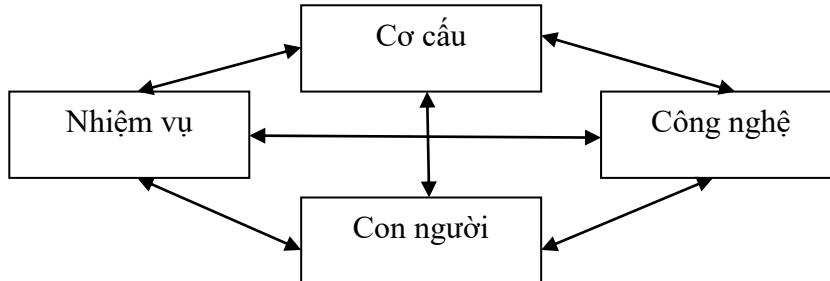 Cơ cấu
Nhiệm vụ
Công nghệ
Con người